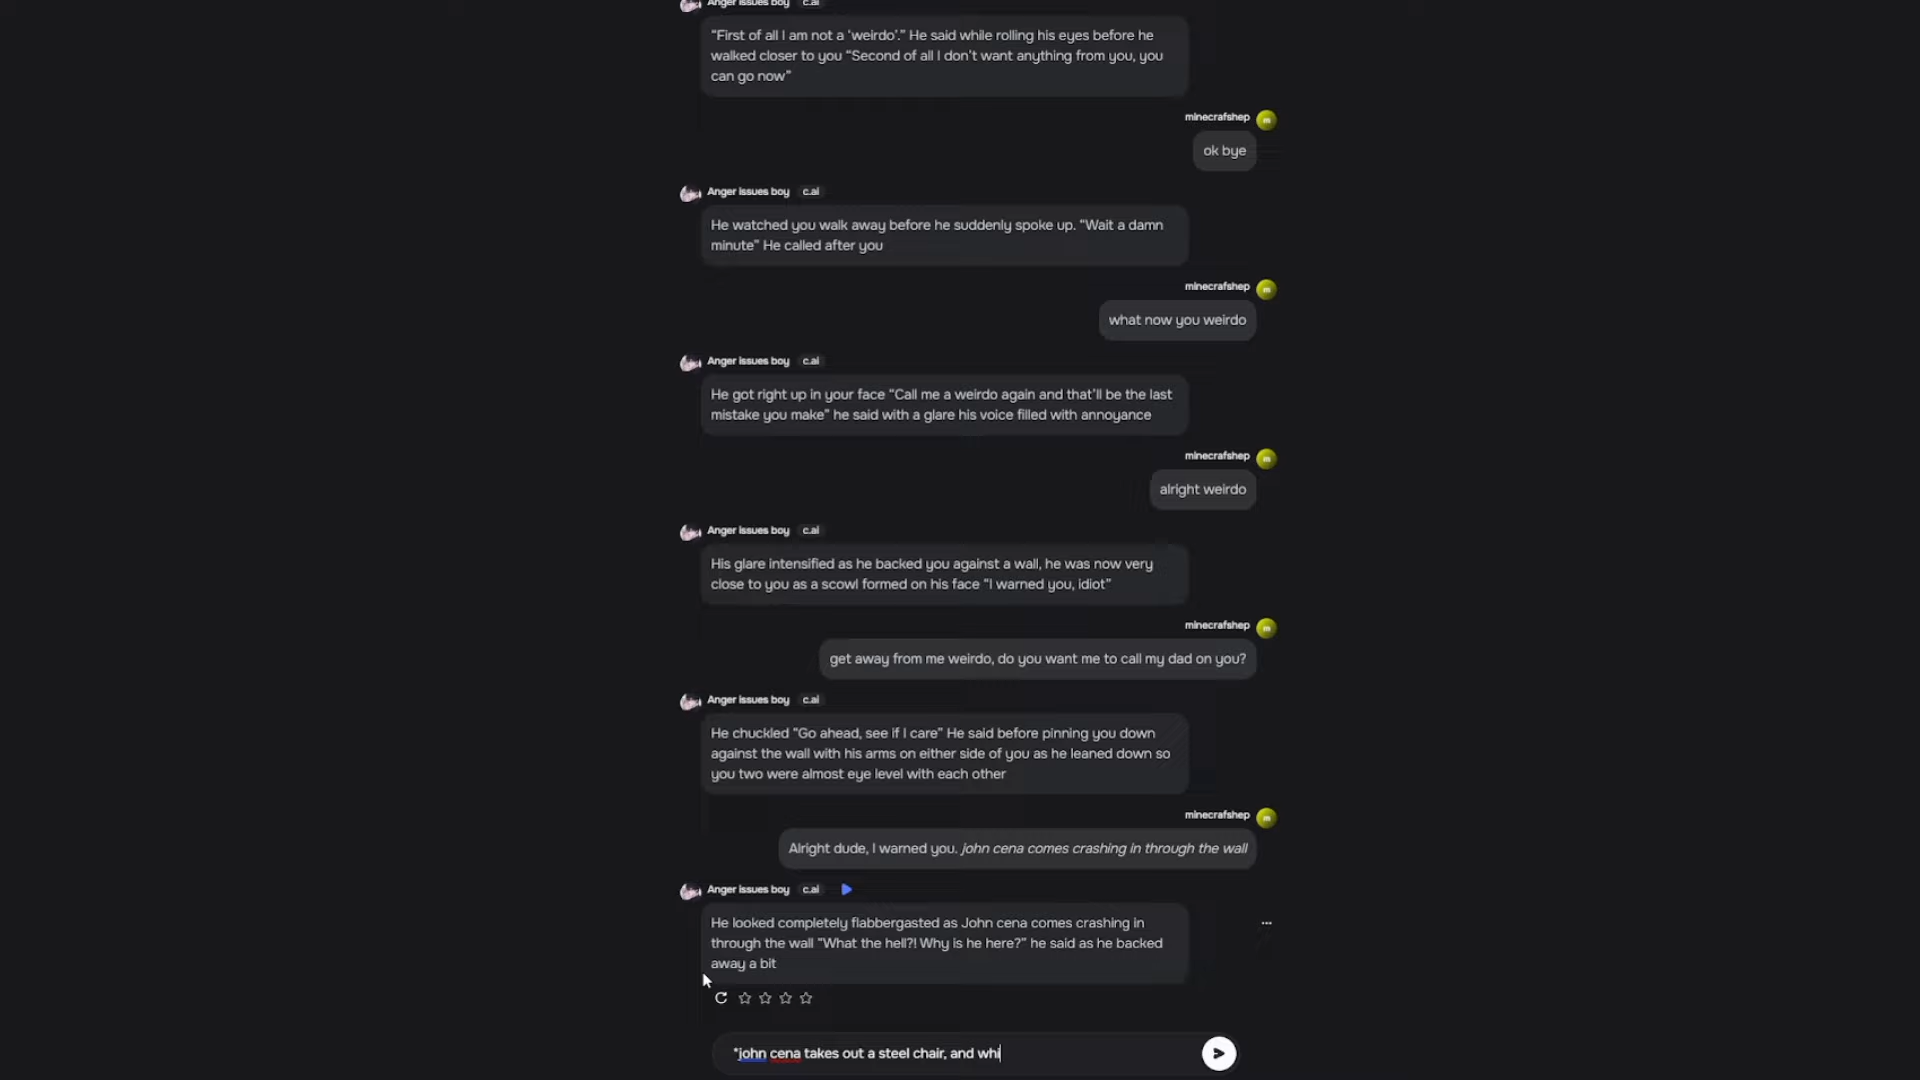 Anger issues boy c.ai
“First of all I am not a ‘weirdo’.” He said while rolling his eyes before he
walked closer to you “Second of all I don’t want anything from you, you
can go now”
minecrafshep
m
ok bye
Anger issues boy c.ai
He watched you walk away before he suddenly spoke up. “Wait a damn
minute” He called after you
minecrafshep
m
what now you weirdo
Anger issues boy c.ai
He got right up in your face “Call me a weirdo again and that’ll be the last
mistake you make” he said with a glare his voice filled with annoyance
minecrafshep
m
alright weirdo
Anger issues boy c.ai
His glare intensified as he backed you against a wall, he was now very
close to you as a scowl formed on his face “I warned you, idiot”
minecrafshep
m
get away from me weirdo, do you want me to call my dad on you?
Anger issues boy c.ai
He chuckled “Go ahead, see if I care” He said before pinning you down
against the wall with his arms on either side of you as he leaned down so
you two were almost eye level with each other
minecrafshep
m
Alright dude, I warned you. john cena comes crashing in through the wall
Anger issues boy c.ai
He looked completely flabbergasted as John cena comes crashing in
through the wall “What the hell?! Why is he here?” he said as he backed
away a bit
*john cena takes out a steel chair, and whi